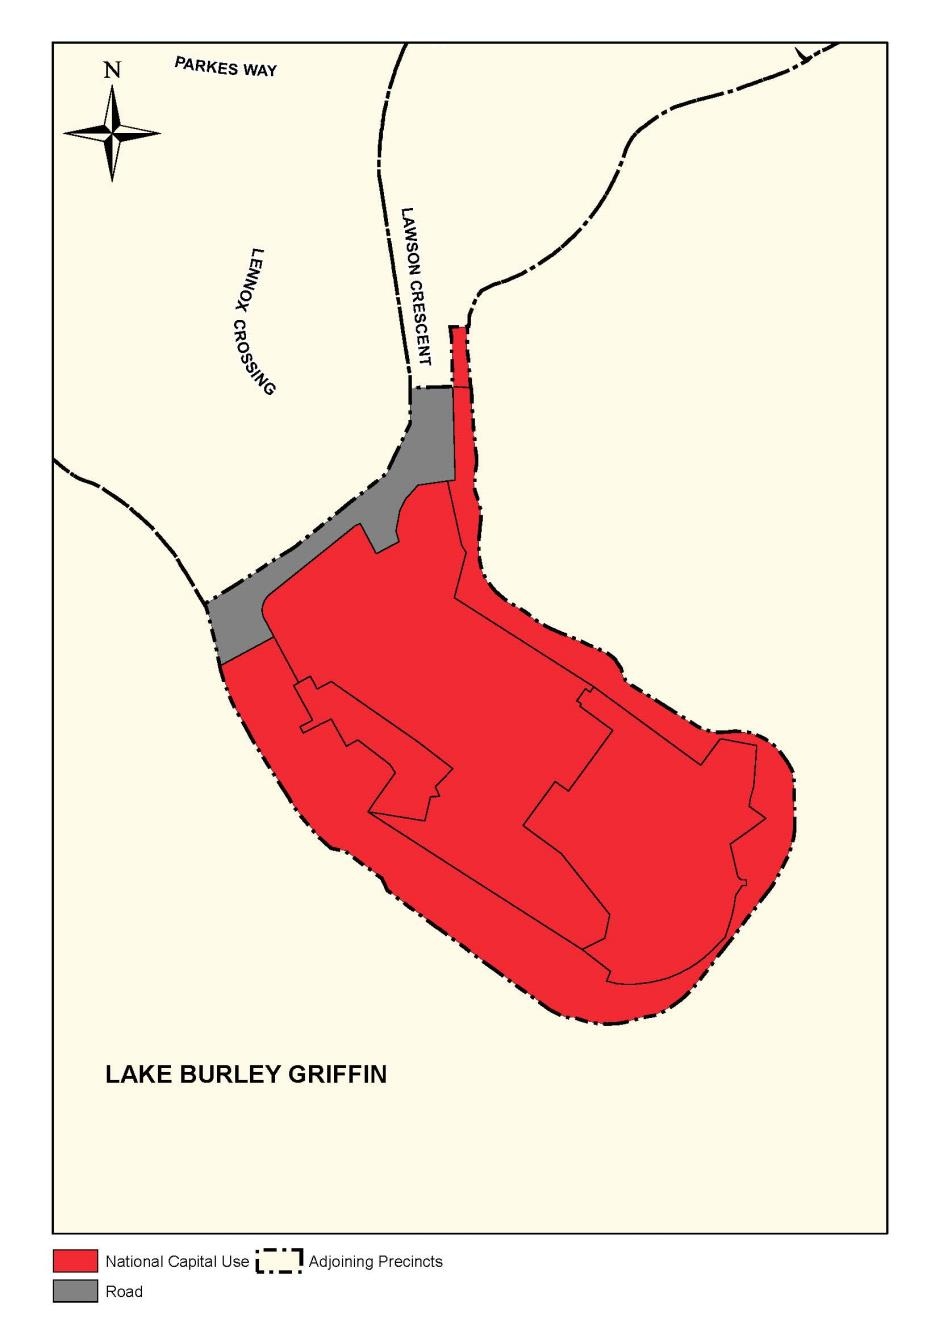 N
PARKES WAY
LAWSON CRESCENT
LENNOX CROSSING
LAKE BURLEY GRIFFIN
National Capital Use
Adjoining Precincts
Road